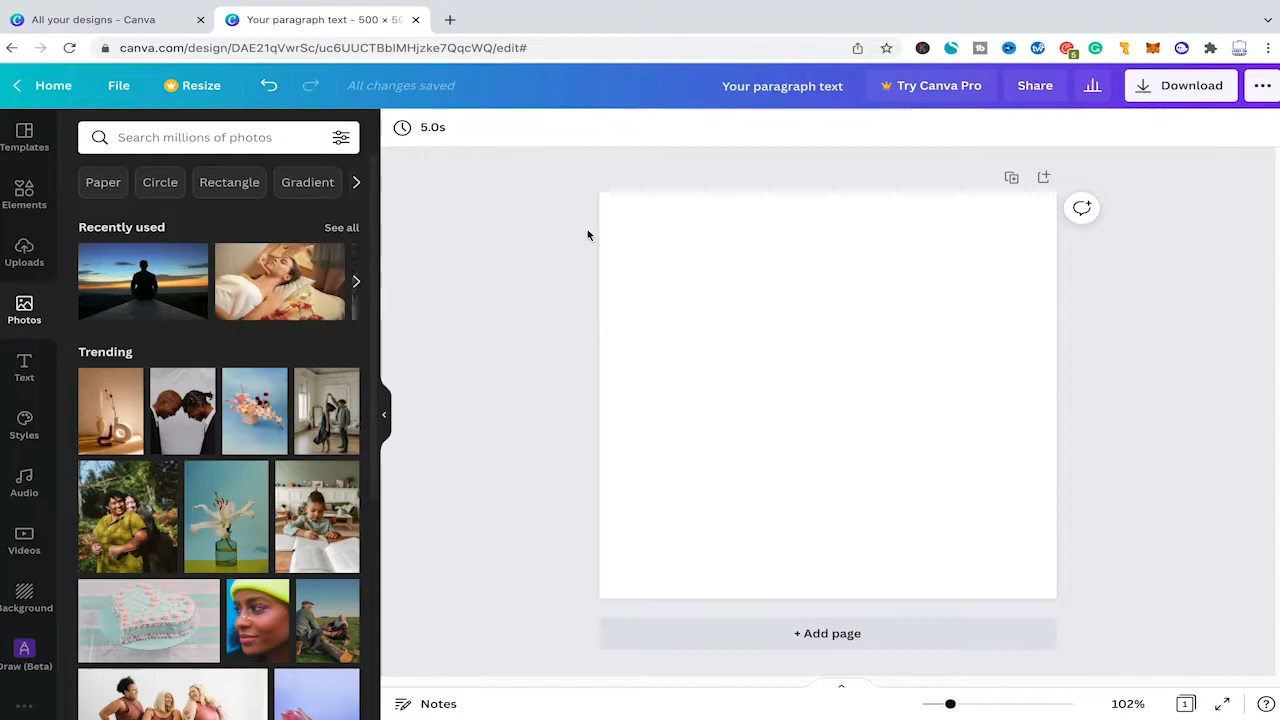 All your designs - Canva
Your paragraph text - 500 × 50
canva.com/design/DAE21qVwrSc/uc6UUCTBbIMHjzke7QqcWQ/edit#
5
Home
File
Resize
All changes saved
Your paragraph text
Try Canva Pro
Share
Download
Templates
Elements
Uploads
Photos
Text
Styles
Audio
Videos
Background
Draw (Beta)
Search millions of photos
Paper
Circle
Rectangle
Gradient
Recently used
See all
Trending
5.0s
+ Add page
Notes
102%
1